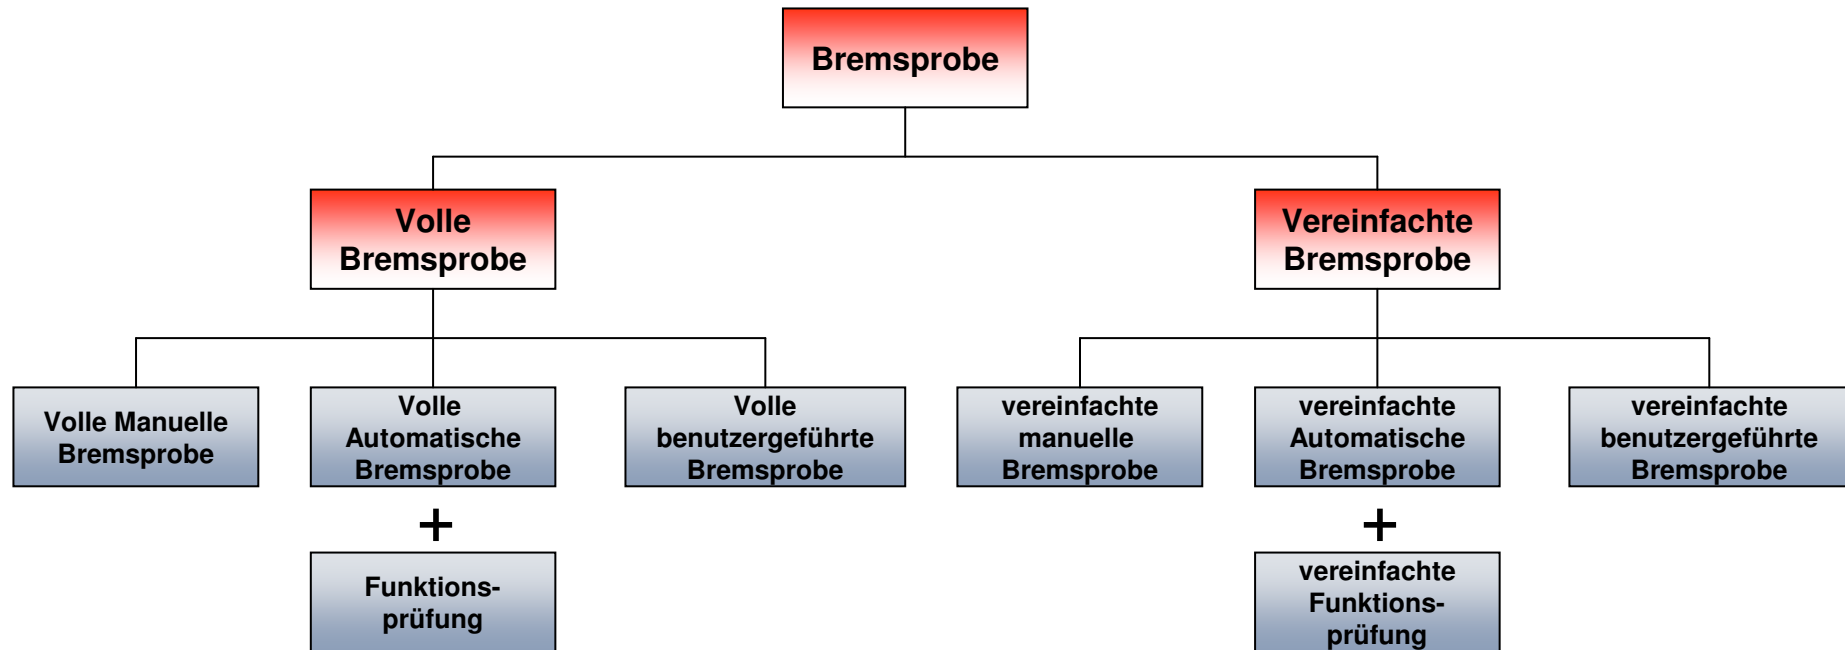 Bremsprobe
Volle
Bremsprobe
Vereinfachte
Bremsprobe
Volle Manuelle
Bremsprobe
Volle
Automatische
Bremsprobe
Volle
benutzergeführte
Bremsprobe
vereinfachte
manuelle
Bremsprobe
vereinfachte
Automatische
Bremsprobe
vereinfachte
benutzergeführte
Bremsprobe
+
+
Funktions-
prüfung
vereinfachte
Funktions-
prüfung